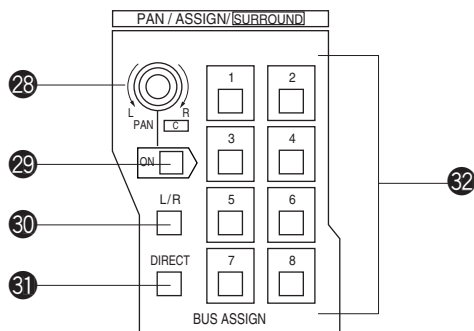 PAN / ASSIGN/ SURROUND
28
1 2
L R
PAN C
3 4
29
ON
32
L/R
5 6
30
DIRECT
7 8
31
BUS ASSIGN